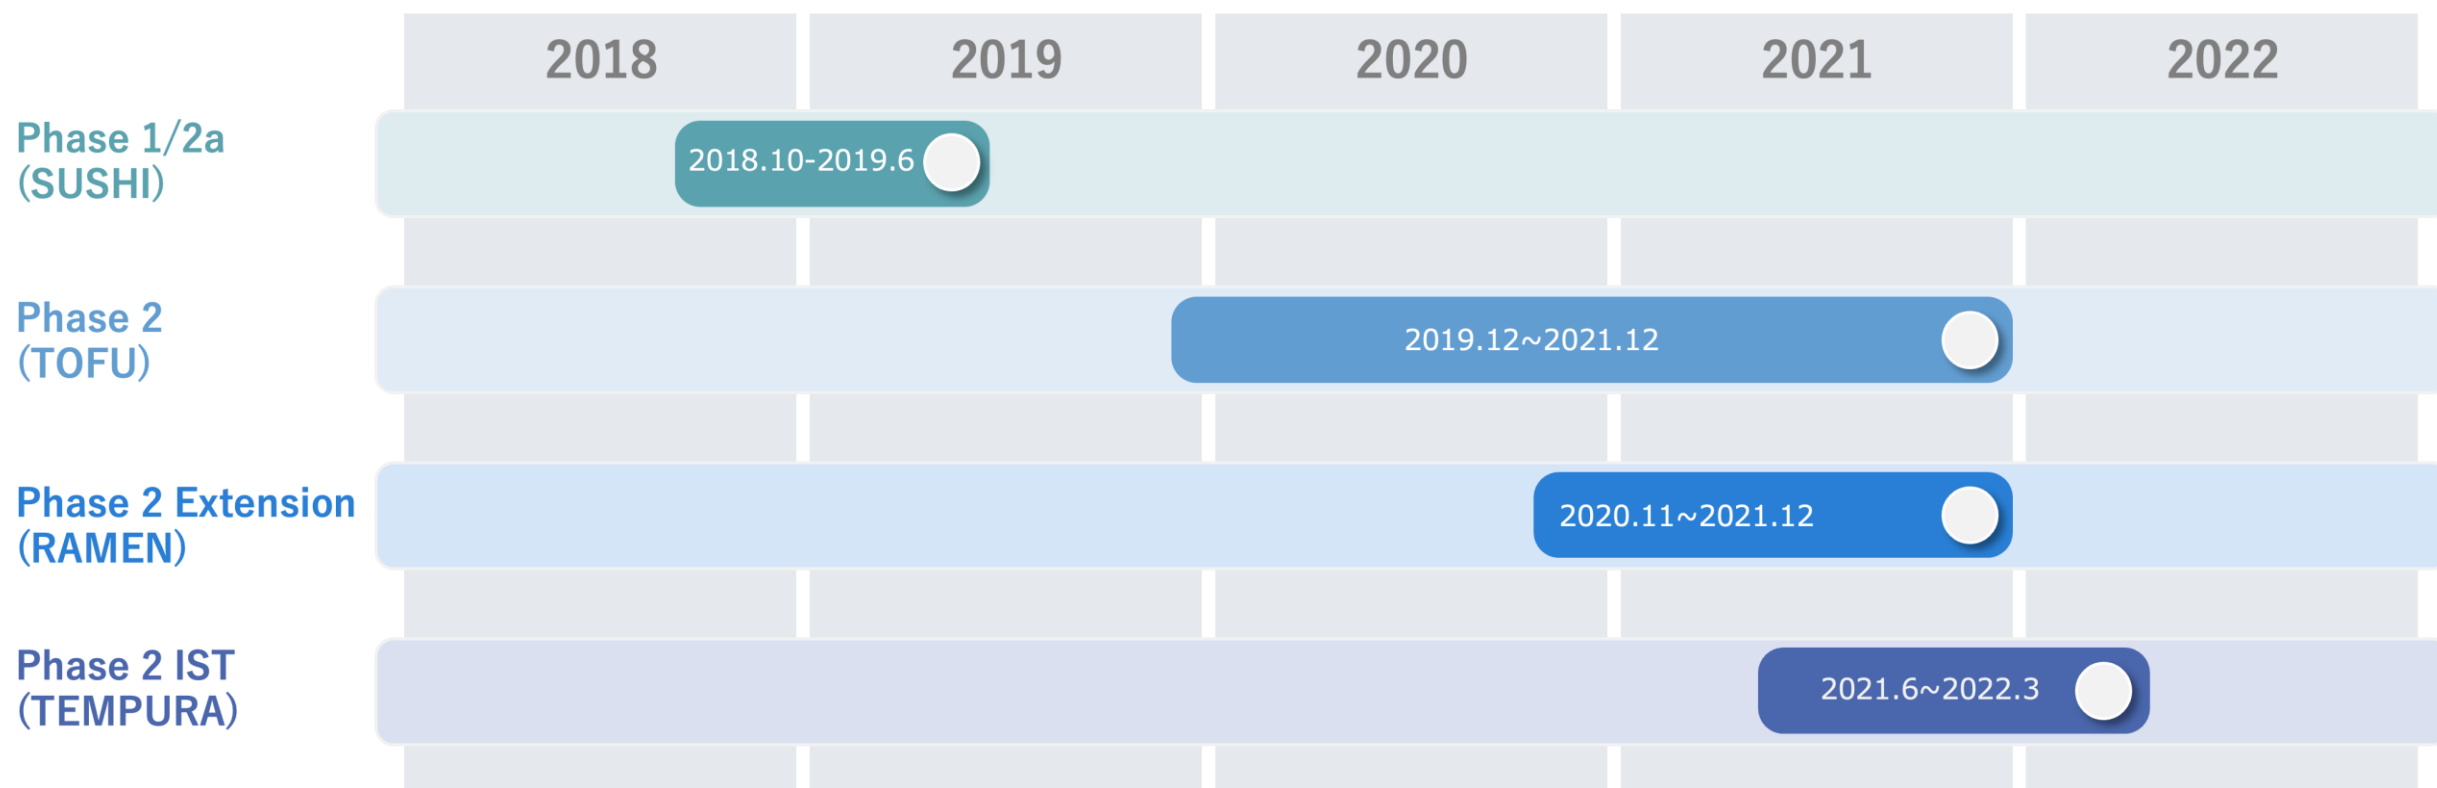 2018 2019 2020 2021 2022
Phase 1/2a
(SUSHI)
2018.10-2019.6
Phase 2
(TOFU)
2019.12~2021.12
Phase 2 Extension
(RAMEN)
2020.11~2021.12
Phase 2 IST
(TEMPURA)
2021.6~2022.3